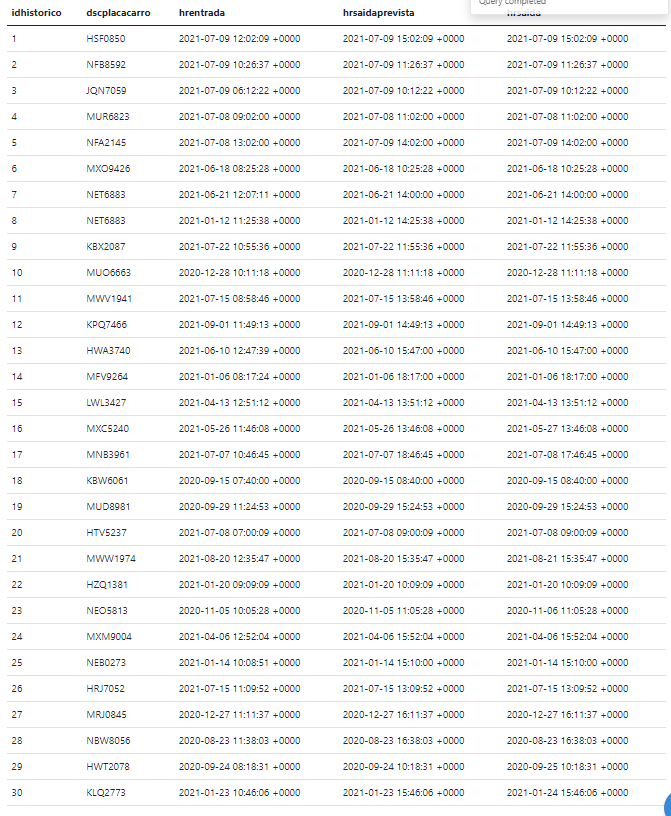 Query completed
idhistorico dscplacacarro hrentrada hrsaidaprevista hrsaida
1 HSF0850 2021-07-09 12:02:09 +0000 2021-07-09 15:02:09 +0000 2021-07-09 15:02:09 +0000
2 NFB8592 2021-07-09 10:26:37 +0000 2021-07-09 11:26:37 +0000 2021-07-09 11:26:37 +0000
3 JQN7059 2021-07-09 06:12:22 +0000 2021-07-09 10:12:22 +0000 2021-07-09 10:12:22 +0000
4 MUR6823 2021-07-08 09:02:00 +0000 2021-07-08 11:02:00 +0000 2021-07-08 11:02:00 +0000
5 NFA2145 2021-07-08 13:02:00 +0000 2021-07-09 14:02:00 +0000 2021-07-09 14:02:00 +0000
6 MXO9426 2021-06-18 08:25:28 +0000 2021-06-18 10:25:28 +0000 2021-06-18 10:25:28 +0000
7 NET6883 2021-06-21 12:07:11 +0000 2021-06-21 14:00:00 +0000 2021-06-21 14:00:00 +0000
8 NET6883 2021-01-12 11:25:38 +0000 2021-01-12 14:25:38 +0000 2021-01-12 14:25:38 +0000
9 KBX2087 2021-07-22 10:55:36 +0000 2021-07-22 11:55:36 +0000 2021-07-22 11:55:36 +0000
10 MUO6663 2020-12-28 10:11:18 +0000 2020-12-28 11:11:18 +0000 2020-12-28 11:11:18 +0000
11 MWV1941 2021-07-15 08:58:46 +0000 2021-07-15 13:58:46 +0000 2021-07-15 13:58:46 +0000
12 KPQ7466 2021-09-01 11:49:13 +0000 2021-09-01 14:49:13 +0000 2021-09-01 14:49:13 +0000
13 HWA3740 2021-06-10 12:47:39 +0000 2021-06-10 15:47:00 +0000 2021-06-10 15:47:00 +0000
14 MFV9264 2021-01-06 08:17:24 +0000 2021-01-06 18:17:00 +0000 2021-01-06 18:17:00 +0000
15 LWL3427 2021-04-13 12:51:12 +0000 2021-04-13 13:51:12 +0000 2021-04-13 13:51:12 +0000
16 MXC5240 2021-05-26 11:46:08 +0000 2021-05-26 13:46:08 +0000 2021-05-27 13:46:08 +0000
17 MNB3961 2021-07-07 10:46:45 +0000 2021-07-07 18:46:45 +0000 2021-07-08 17:46:45 +0000
18 KBW6061 2020-09-15 07:40:00 +0000 2020-09-15 08:40:00 +0000 2020-09-15 08:40:00 +0000
19 MUD8981 2020-09-29 11:24:53 +0000 2020-09-29 15:24:53 +0000 2020-09-29 15:24:53 +0000
20 HTV5237 2021-07-08 07:00:09 +0000 2021-07-08 09:00:09 +0000 2021-07-08 09:00:09 +0000
21 MWW1974 2021-08-20 12:35:47 +0000 2021-08-20 15:35:47 +0000 2021-08-21 15:35:47 +0000
22 HZQ1381 2021-01-20 09:09:09 +0000 2021-01-20 10:09:09 +0000 2021-01-20 10:09:09 +0000
23 NEO5813 2020-11-05 10:05:28 +0000 2020-11-05 11:05:28 +0000 2020-11-06 11:05:28 +0000
24 MXM9004 2021-04-06 12:52:04 +0000 2021-04-06 15:52:04 +0000 2021-04-06 15:52:04 +0000
25 NEB0273 2021-01-14 10:08:51 +0000 2021-01-14 15:10:00 +0000 2021-01-14 15:10:00 +0000
26 HRJ7052 2021-07-15 11:09:52 +0000 2021-07-15 13:09:52 +0000 2021-07-15 13:09:52 +0000
27 MRJ0845 2020-12-27 11:11:37 +0000 2020-12-27 16:11:37 +0000 2020-12-27 16:11:37 +0000
28 NBW8056 2020-08-23 11:38:03 +0000 2020-08-23 16:38:03 +0000 2020-08-23 16:38:03 +0000
29 HWT2078 2020-09-24 08:18:31 +0000 2020-09-24 10:18:31 +0000 2020-09-25 10:18:31 +0000
30 KLQ2773 2021-01-23 10:46:06 +0000 2021-01-23 15:46:06 +0000 2021-01-24 15:46:06 +0000